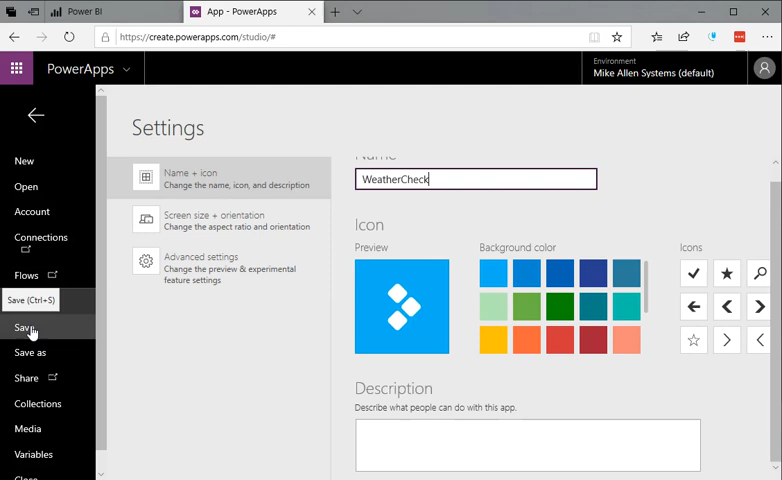 Power BI
App - PowerApps
https://create.powerapps.com/studio/#
PowerApps
Environment
Mike Allen Systems (default)
New
Open
Account
Connections
Flows
Save (Ctrl+S)
Save
Save as
Share
Collections
Media
Variables
Close
Settings
Name + icon
Change the name, icon, and description
Screen size + orientation
Change the aspect ratio and orientation
Advanced settings
Change the preview & experimental
feature settings
Name
WeatherCheck
Icon
Preview
Background color
Icons
Description
Describe what people can do with this app.